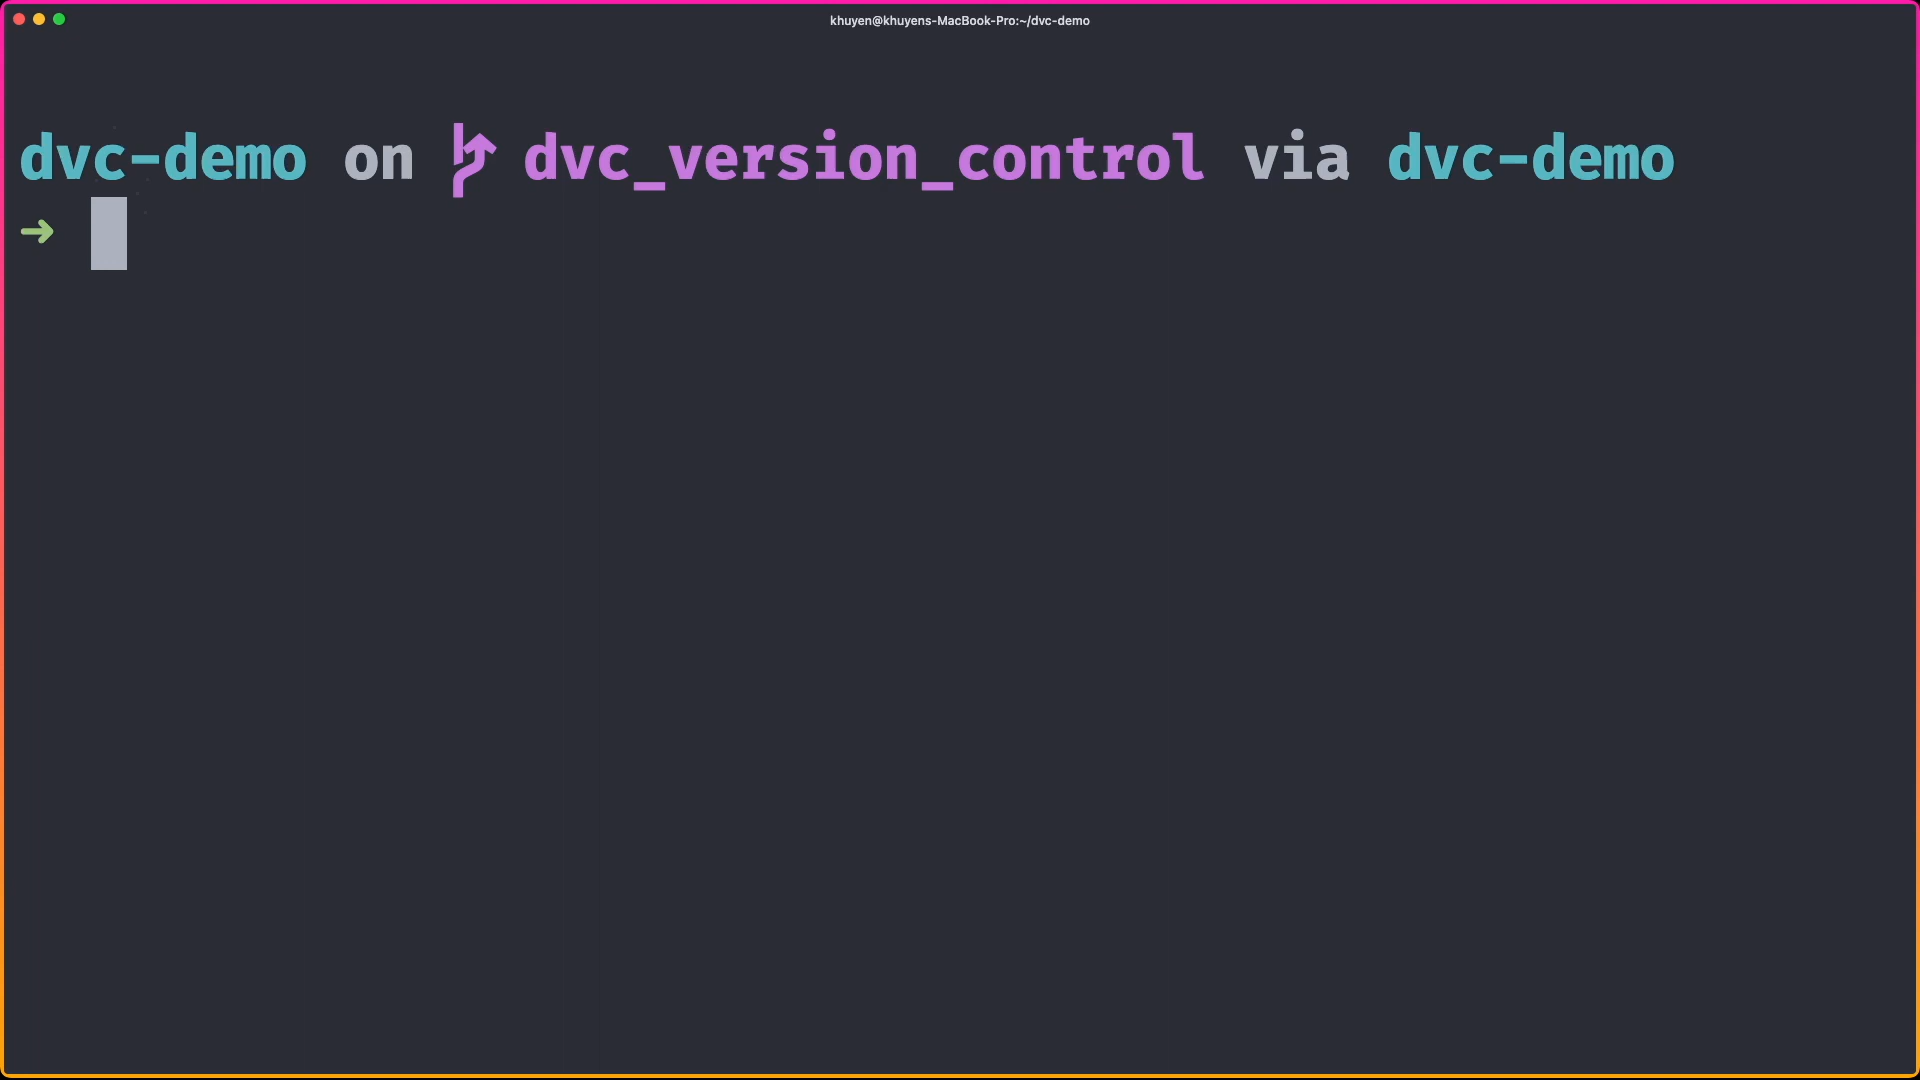 khuyen@khuyens-MacBook-Pro:~/dvc-demo
dvc-demo on dvc_version_control via dvc-demo
➜